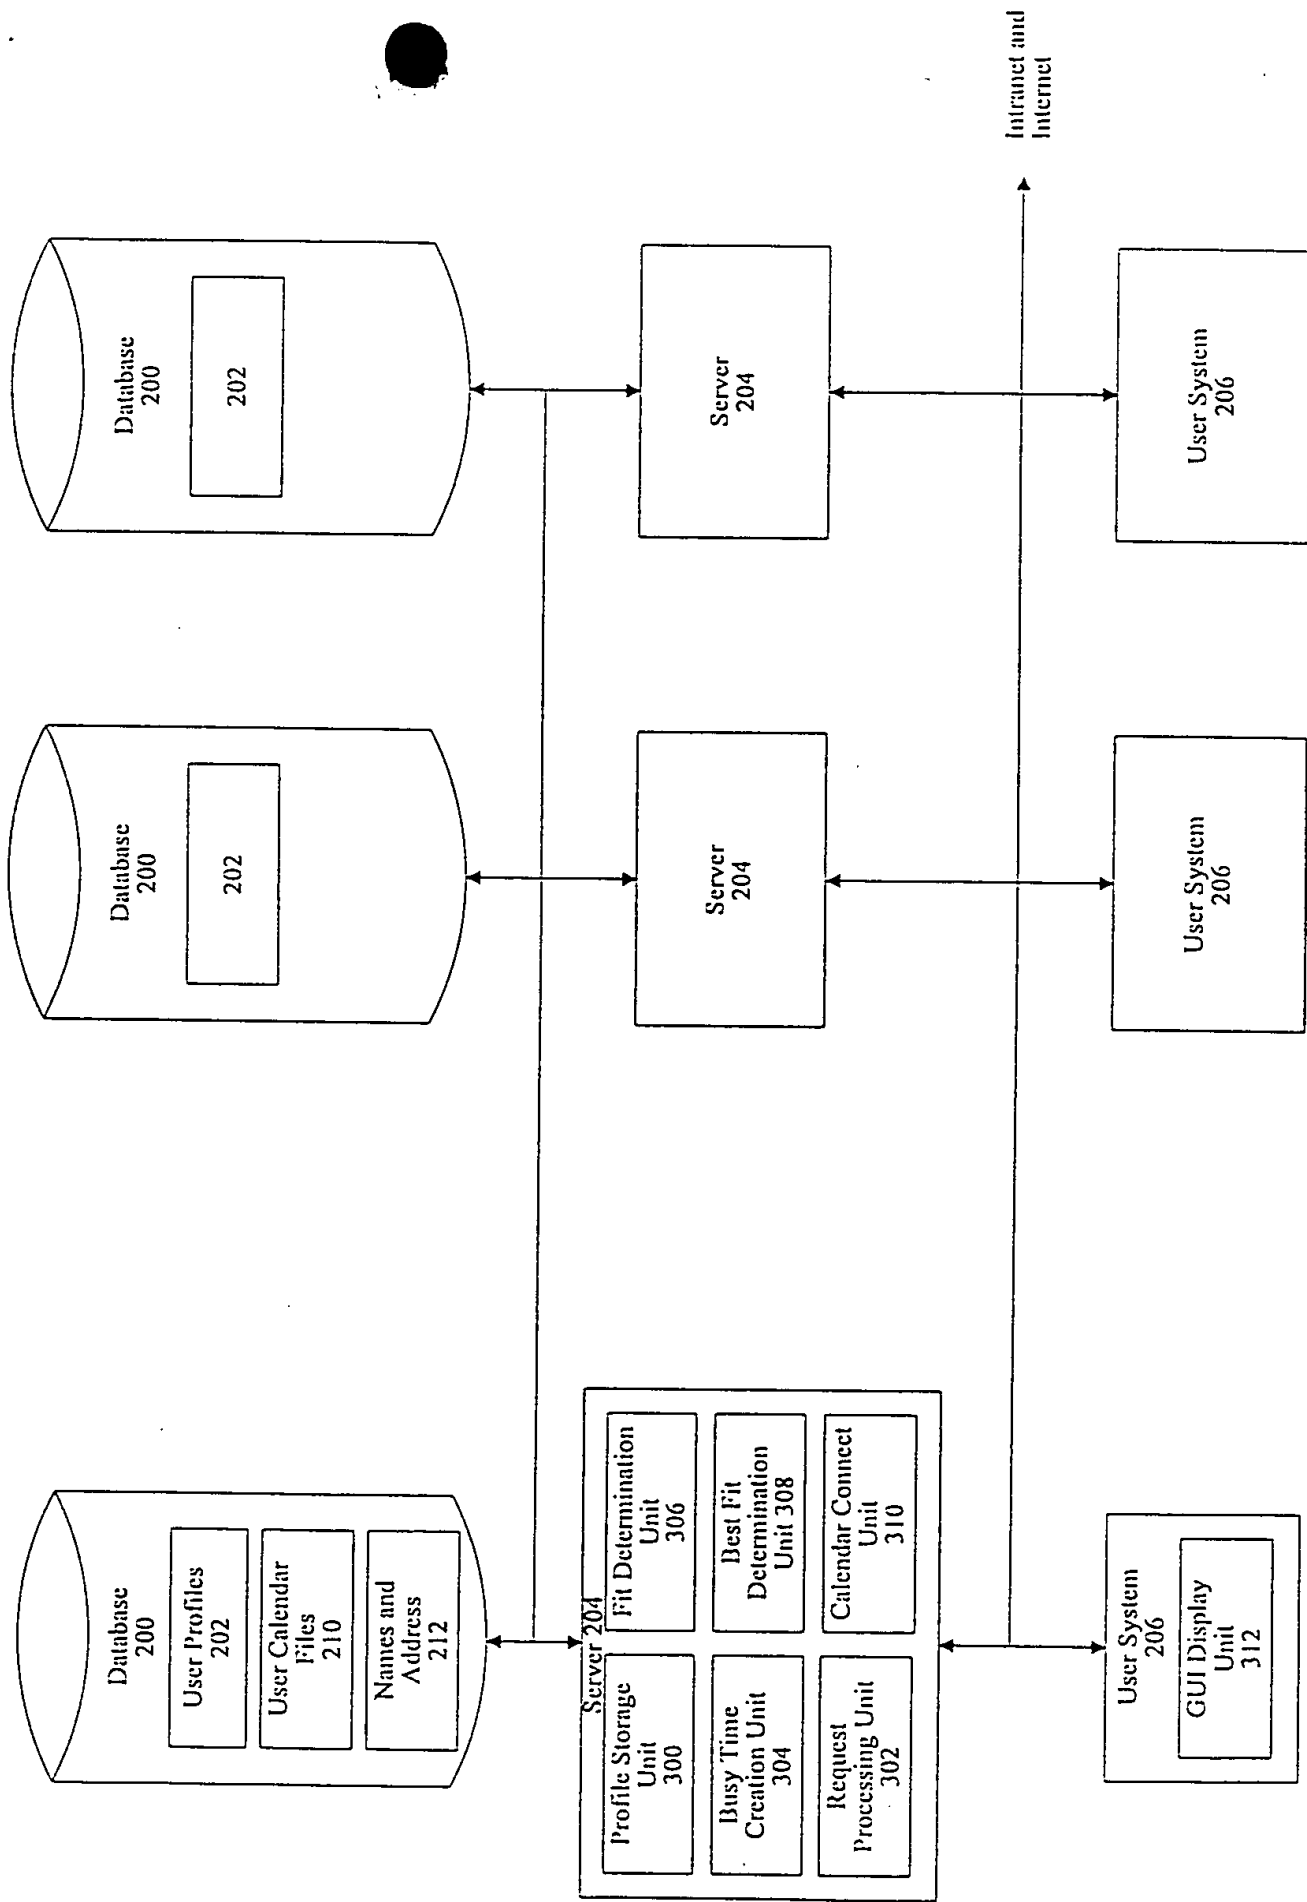 Database
200
User Profiles
202
User Calendar
Files
210
Names and
Address
212
Database
200
202
Database
200
202
Server 204
Profile Storage
Unit
300
Fit Determination
Unit
306
Busy Time
Creation Unit
304
Best Fit
Determination
Unit 308
Request
Processing Unit
302
Calendar Connect
Unit
310
Server
204
Server
204
Intranet and
Internet
User System
206
GUI Display
Unit
312
User System
206
User System
206